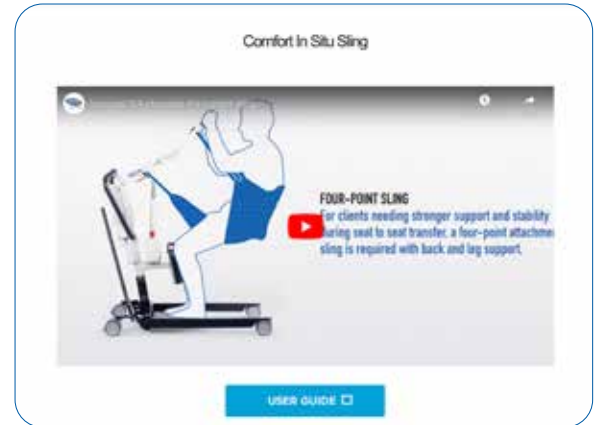 Comfort In Situ Sling
FOUR-POINT SLING
For clients needing stronger support and stability
during seat to seat transfer, a four-point attachme
sling is required with back and leg support.
USER GUIDE